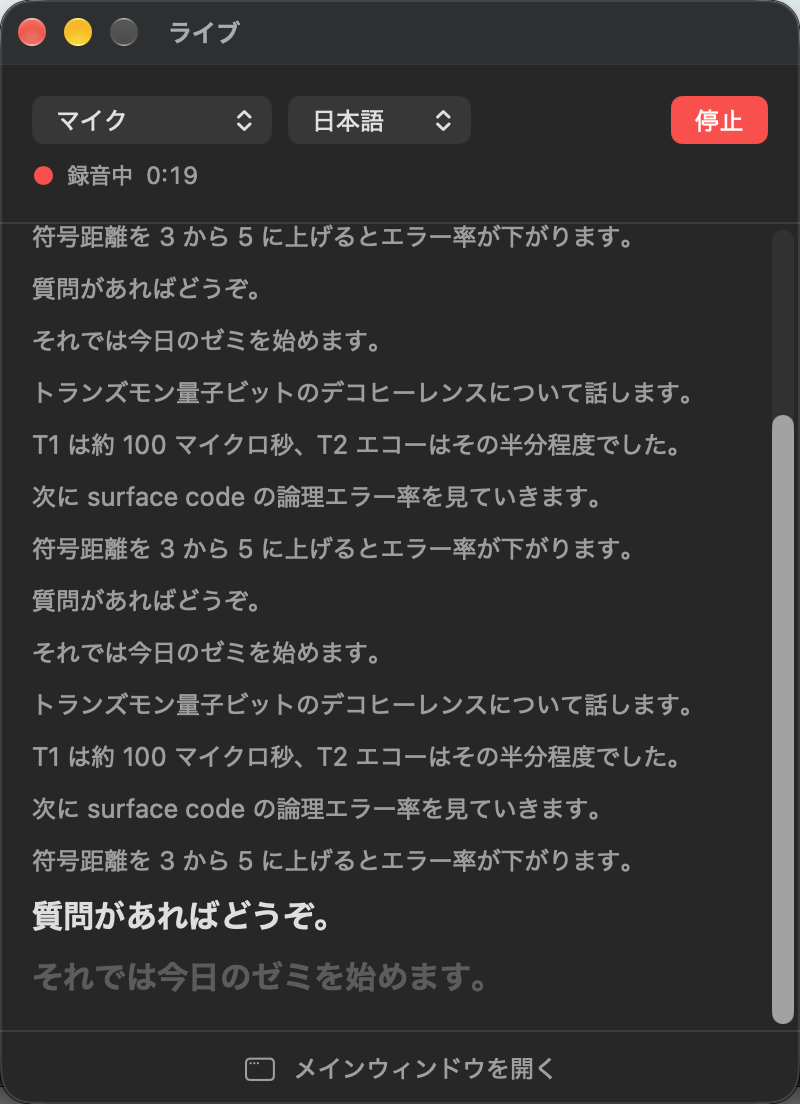 ライブ
マイク
日本語
停止
録音中 0:19
符号距離を 3 から 5 に上げるとエラー率が下がります。
質問があればどうぞ。
それでは今日のゼミを始めます。
トランズモン量子ビットのデコヒーレンスについて話します。
T1 は約 100 マイクロ秒、T2 エコーはその半分程度でした。
次に surface code の論理エラー率を見ていきます。
符号距離を 3 から 5 に上げるとエラー率が下がります。
質問があればどうぞ。
それでは今日のゼミを始めます。
トランズモン量子ビットのデコヒーレンスについて話します。
T1 は約 100 マイクロ秒、T2 エコーはその半分程度でした。
次に surface code の論理エラー率を見ていきます。
符号距離を 3 から 5 に上げるとエラー率が下がります。
質問があればどうぞ。
それでは今日のゼミを始めます。
メインウィンドウを開く